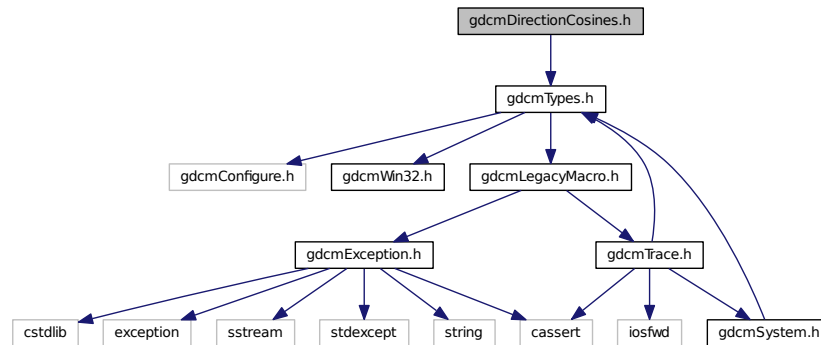 gdcmDirectionCosines.h
gdcmTypes.h
gdcmConfigure.h
gdcmWin32.h
gdcmLegacyMacro.h
gdcmException.h
gdcmTrace.h
cstdlib
exception
sstream
stdexcept
string
cassert
iosfwd
gdcmSystem.h